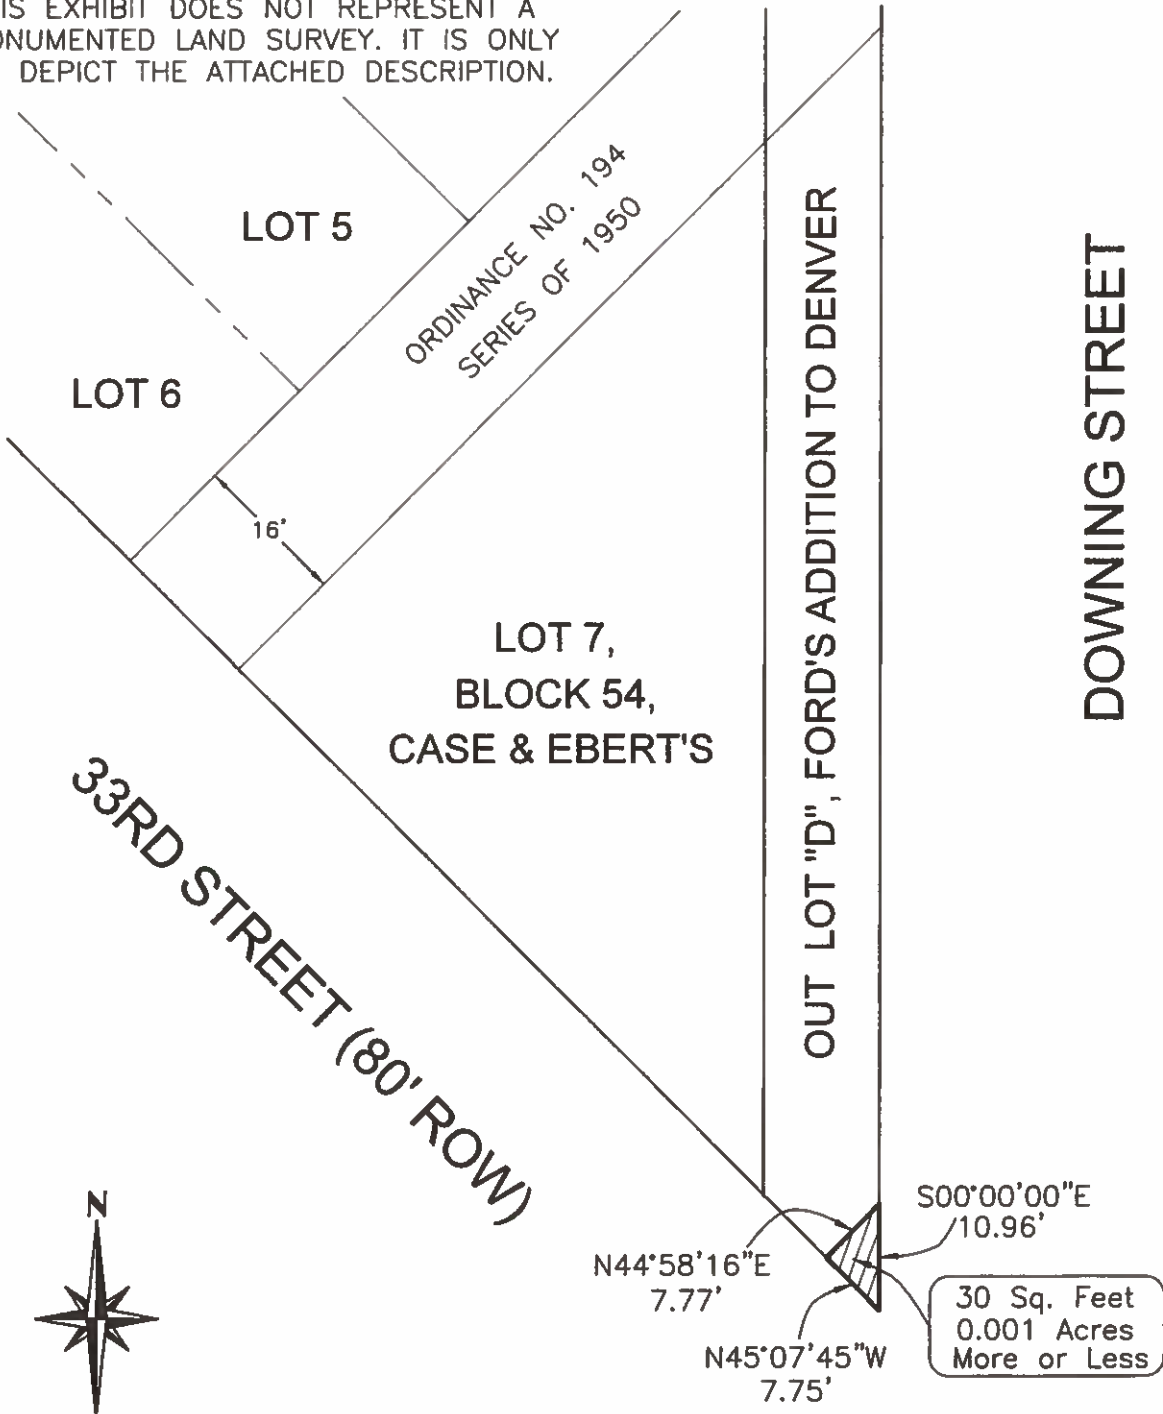 IS EXHIBIT DOES NOT REPRESENT A
ONUMENTED LAND SURVEY. IT IS ONLY
DEPICT THE ATTACHED DESCRIPTION.
LOT 5
ORDINANCE NO. 194
SERIES OF 1950
LOT 6
16'
LOT 7,
BLOCK 54,
CASE & EBERT'S
OUT LOT "D", FORD'S ADDITION TO DENVER
DOWNING STREET
33RD STREET (80' ROW)
N
S00°00'00"E
10.96'
N44°58'16"E
7.77'
N45°07'45"W
7.75'
30 Sq. Feet
0.001 Acres
More or Less